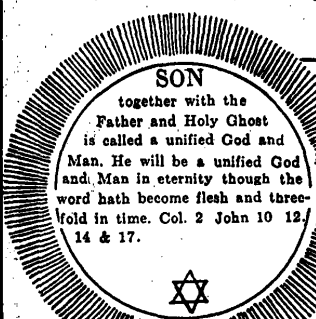 SON
together with the
Father and Holy Ghost
is called a unified God and
Man. He will be a unified God
and Man in eternity though the
word hath become flesh and three-
fold in time. Col. 2 John 10 12,
14 & 17.